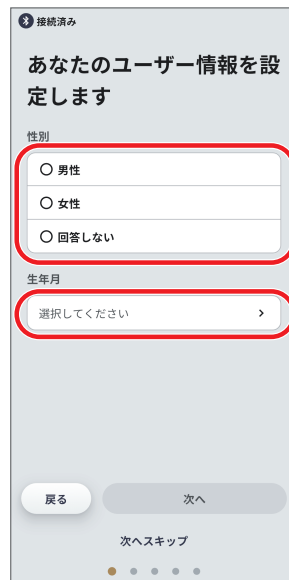 接続済み
あなたのユーザー情報を設
定します
性別
男性
女性
回答しない
生年月
選択してください
戻る
次へ
次へスキップ